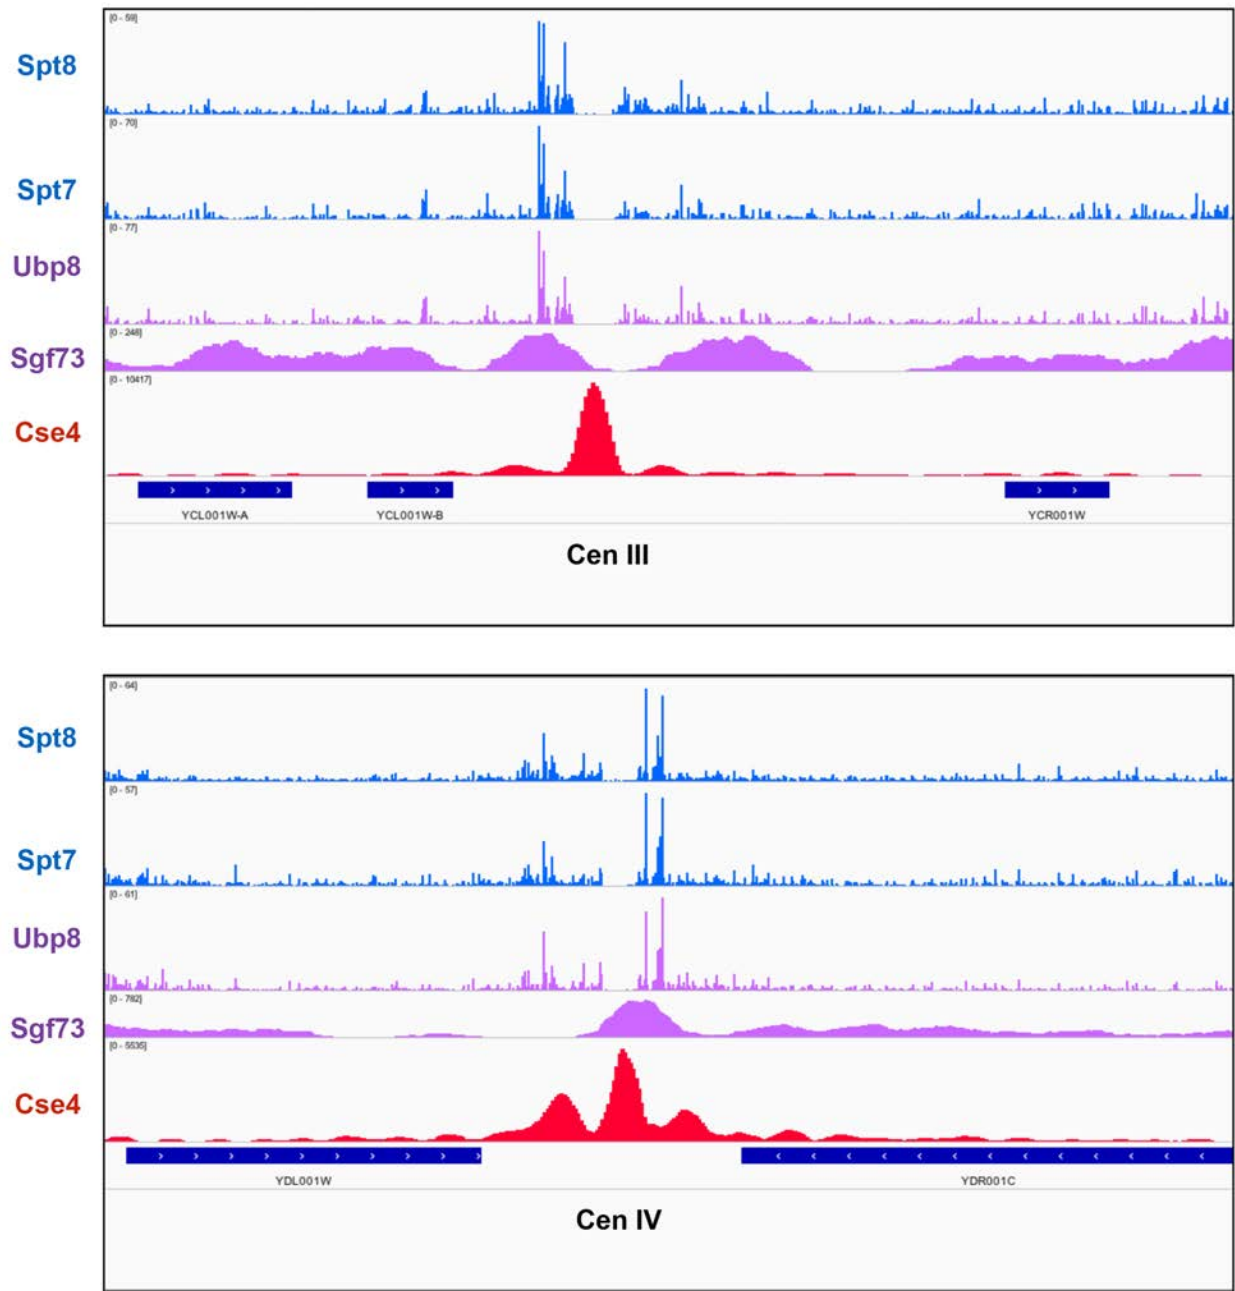 [0 - 59]
Spt8
[0 - 70]
Spt7
[0 - 77]
Ubp8
[0 - 248]
Sgf73
[0 - 10417]
Cse4
YCL001W-A YCL001W-B YCR001W
Cen III
[0 - 64]
Spt8
[0 - 57]
Spt7
[0 - 61]
Ubp8
[0 - 782]
Sgf73
[0 - 5535]
Cse4
YDL001W YDR001C
Cen IV